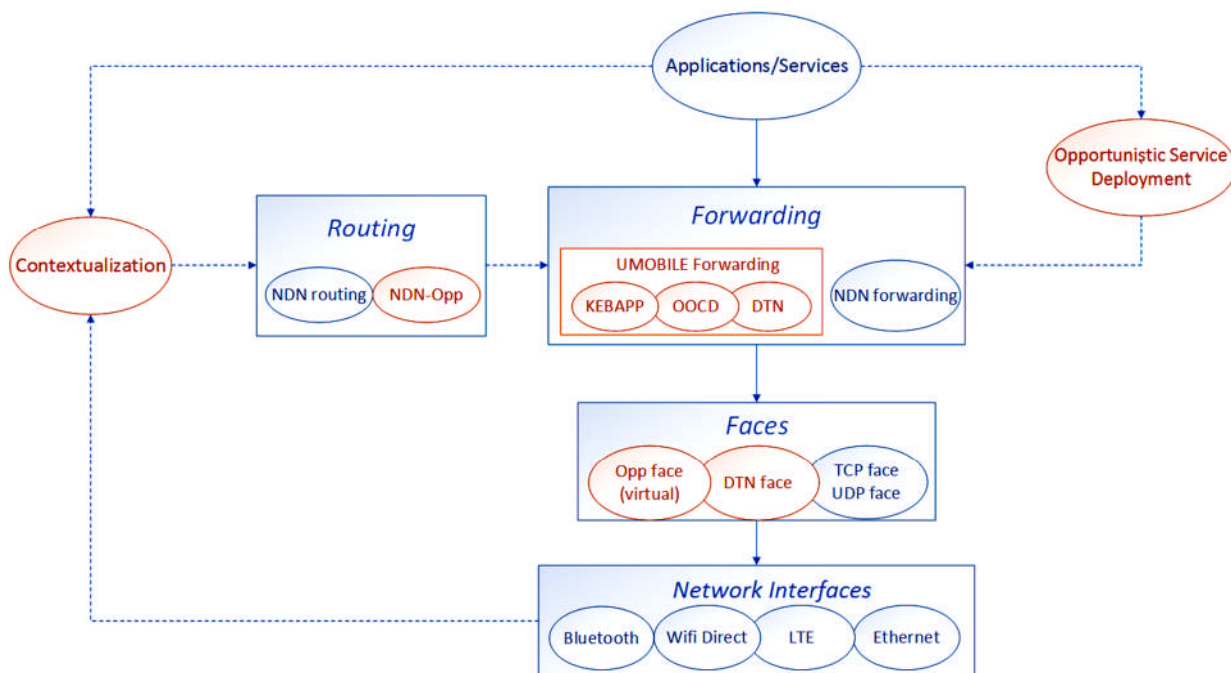 Applications/Services
Opportunistic Service
Deployment
Contextualization
Routing
NDN routing
NDN-Opp
Forwarding
UMOBILE Forwarding
KEBAPP
OOCD
DTN
NDN forwarding
Faces
Opp face
(virtual)
DTN face
TCP face
UDP face
Network Interfaces
Bluetooth
Wifi Direct
LTE
Ethernet